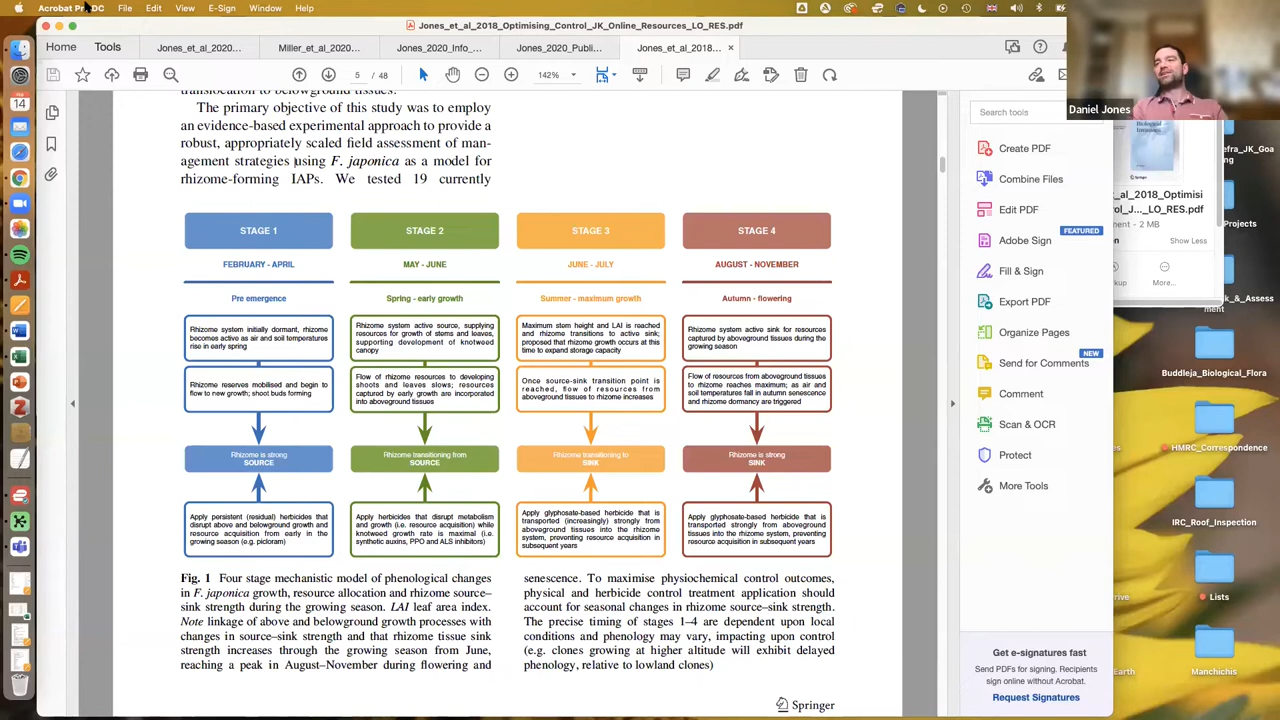 Acrobat Pro DC File Edit View E-Sign Window Help
Jones_et_al_2018_Optimising_Control_JK_Online_Resources_LO_RES.pdf
Home Tools Jones_et_al_2020... Miller_et_al_2020... Jones_2020_Info_... Jones_2020_Publi... Jones_et_al_2018... ×
5 / 48 142%
Daniel Jones
translocation to belowground tissues.
The primary objective of this study was to employ
an evidence-based experimental approach to provide a
robust, appropriately scaled field assessment of man-
agement strategies using F. japonica as a model for
rhizome-forming IAPs. We tested 19 currently
STAGE 1
FEBRUARY - APRIL
Pre emergence
Rhizome system initially dormant, rhizome
becomes active as air and soil temperatures
rise in early spring
Rhizome reserves mobilised and begin to
flow to new growth; shoot buds forming
Rhizome is strong
SOURCE
Apply persistent (residual) herbicides that
disrupt above and belowground growth and
resource acquisition from early in the
growing season (e.g. picloram)
STAGE 2
MAY - JUNE
Spring - early growth
Rhizome system active source, supplying
resources for growth of stems and leaves,
supporting development of knotweed
canopy
Flow of rhizome resources to developing
shoots and leaves slows; resources
captured by early growth are incorporated
into aboveground tissues
Rhizome transitioning from
SOURCE
Apply herbicides that disrupt metabolism
and growth (i.e. resource acquisition) while
knotweed growth rate is maximal (i.e.
synthetic auxins, PPO and ALS inhibitors)
STAGE 3
JUNE - JULY
Summer - maximum growth
Maximum stem height and LAI is reached
and rhizome transitions to active sink;
proposed that rhizome growth occurs at this
time to expand storage capacity
Once source-sink transition point is
reached, flow of resources from
aboveground tissues to rhizome increases
Rhizome transitioning to
SINK
Apply glyphosate-based herbicide that is
transported (increasingly) strongly from
aboveground tissues into the rhizome
system, preventing resource acquisition in
subsequent years
STAGE 4
AUGUST - NOVEMBER
Autumn - flowering
Rhizome system active sink for resources
captured by aboveground tissues during the
growing season
Flow of resources from aboveground tissues
to rhizome reaches maximum; as air and
soil temperatures fall in autumn senescence
and rhizome dormancy are triggered
Rhizome is strong
SINK
Apply glyphosate-based herbicide that is
transported strongly from aboveground
tissues into the rhizome system, preventing
resource acquisition in subsequent years
Fig. 1 Four stage mechanistic model of phenological changes
in F. japonica growth, resource allocation and rhizome source–
sink strength during the growing season. LAI leaf area index.
Note linkage of above and belowground growth processes with
changes in source–sink strength and that rhizome tissue sink
strength increases through the growing season from June,
reaching a peak in August–November during flowering and
senescence. To maximise physiochemical control outcomes,
physical and herbicide control treatment application should
account for seasonal changes in rhizome source–sink strength.
The precise timing of stages 1–4 are dependent upon local
conditions and phenology may vary, impacting upon control
(e.g. clones growing at higher altitude will exhibit delayed
phenology, relative to lowland clones)
Springer
Search tools
Create PDF
Combine Files
Edit PDF
FEATURED
Adobe Sign
Fill & Sign
Export PDF
Organize Pages
NEW
Send for Comments
Comment
Scan & OCR
Protect
More Tools
Get e-signatures fast
Send PDFs for signing. Recipients
sign online without Acrobat.
Request Signatures
Biological
Invasions
et_al_2018_Optimisi
_LO_RES.pdf
2 MB
Show Less
More...
Projects
Buddleja_Biological_Flora
HMRC_Correspondence
IRC_Roof_Inspection
Lists
Earth
Manchichis
14